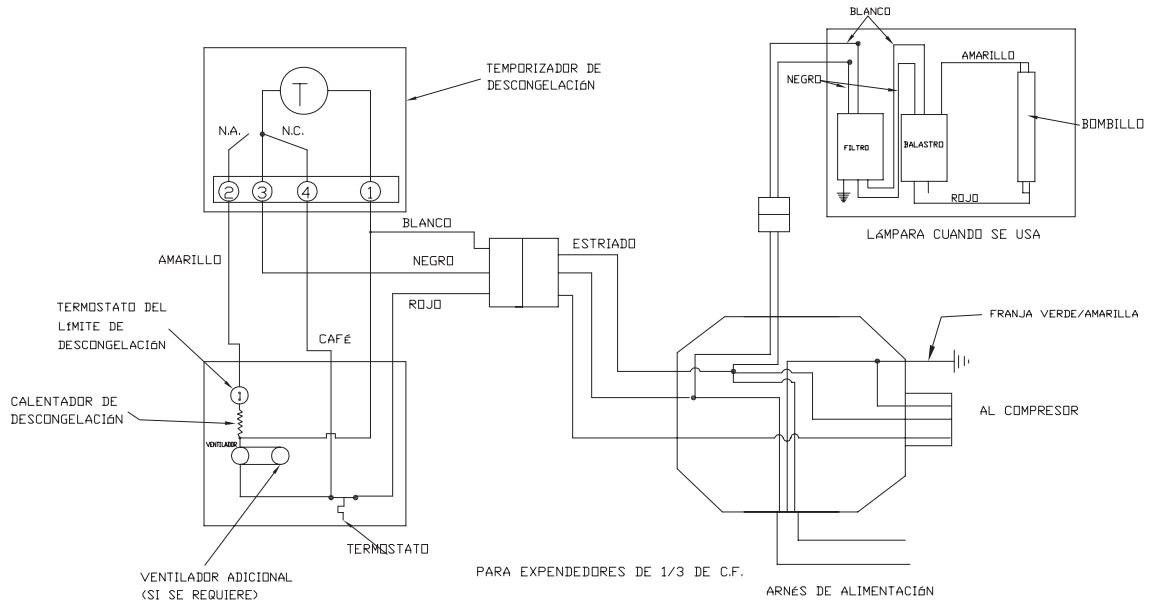 BLANCO
AMARILLO
NEGRO
BOMBILLO
FILTRO
BALASTRO
ROJO
LÁMPARA CUANDO SE USA
TEMPORIZADOR DE
DESCONGELACIÓN
T
N.A.
N.C.
2 3 4 1
BLANCO
ESTRIADO
AMARILLO
NEGRO
ROJO
TERMOSTATO DEL
LÍMITE DE
DESCONGELACIÓN
CAFÉ
FRANJA VERDE/AMARILLA
CALENTADOR DE
DESCONGELACIÓN
VENTILADOR
AL COMPRESOR
TERMOSTATO
VENTILADOR ADICIONAL
(SI SE REQUIERE)
PARA EXPENDEDORES DE 1/3 DE C.F.
ARNÉS DE ALIMENTACIÓN